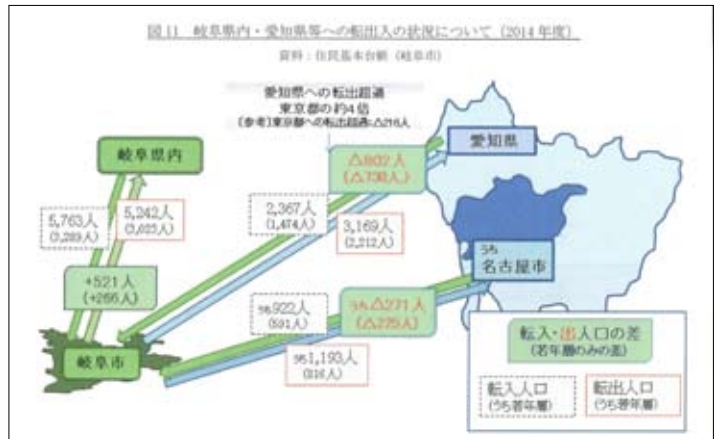 図11 岐阜県内・愛知県等への転出入の状況について（2014年度）
資料：住民基本台帳（岐阜市）
愛知県への転出超過
東京都の約4倍
〔参考〕東京都への転出超過：△216人
岐阜県内
愛知県
△802人
(△738人)
5,763人
(3,289人)
5,242人
(3,023人)
2,367人
(1,474人)
3,169人
(2,212人)
+521人
(+266人)
うち
名古屋市
うち922人
(591人)
うち△271人
(△225人)
うち1,193人
(816人)
岐阜市
転入・出人口の差
(若年層のみの差)
転入人口
(うち若年層)
転出人口
(うち若年層)